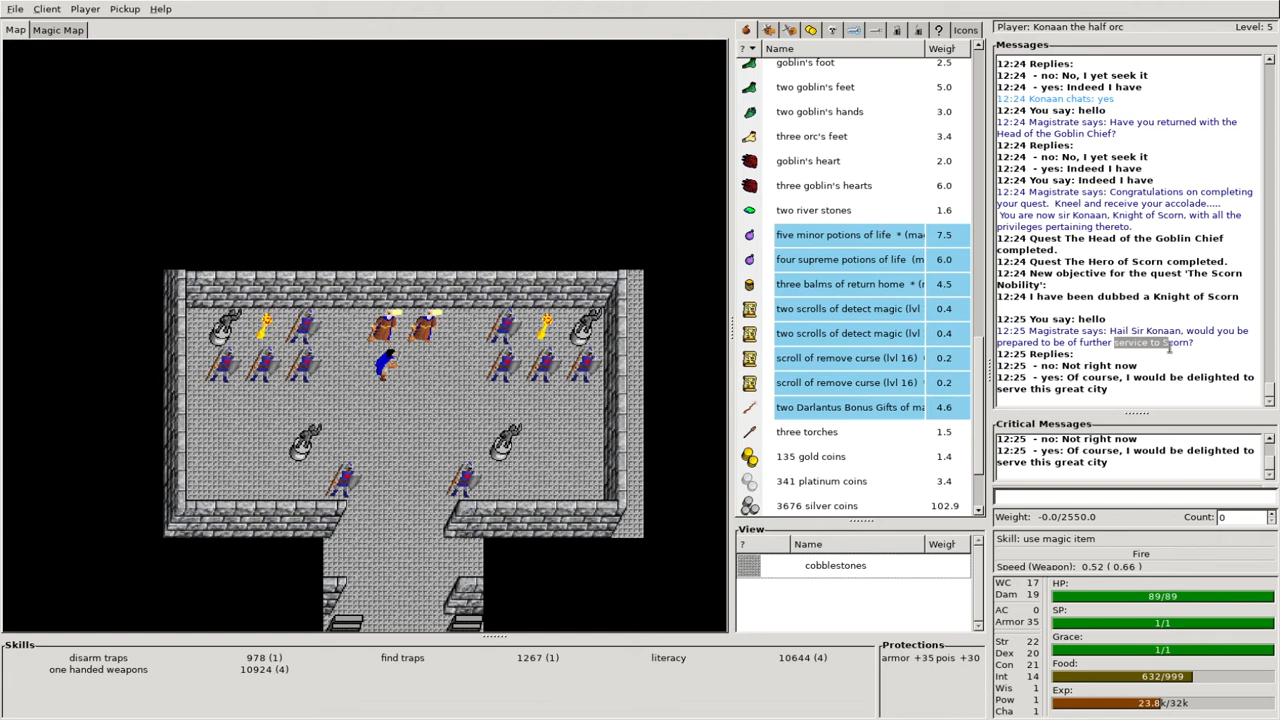 File Client Player Pickup Help
Map Magic Map
? Icons
Player: Konaan the half orc Level: 5
? Name Weigh
goblin's foot 2.5
two goblin's feet 5.0
two goblin's hands 3.0
three orc's feet 3.4
goblin's heart 2.0
three goblin's hearts 6.0
two river stones 1.6
five minor potions of life * (ma 7.5
four supreme potions of life (m 6.0
three balms of return home * (r 4.5
two scrolls of detect magic (lvl 0.4
two scrolls of detect magic (lvl 0.4
scroll of remove curse (lvl 16) 0.2
scroll of remove curse (lvl 16) 0.2
two Darlantus Bonus Gifts of ma 4.6
three torches 1.5
135 gold coins 1.4
341 platinum coins 3.4
3676 silver coins 102.9
View
? Name Weigh
cobblestones
Messages
12:24 Replies:
12:24 - no: No, I yet seek it
12:24 - yes: Indeed I have
12:24 Konaan chats: yes
12:24 You say: hello
12:24 Magistrate says: Have you returned with the
Head of the Goblin Chief?
12:24 Replies:
12:24 - no: No, I yet seek it
12:24 - yes: Indeed I have
12:24 You say: Indeed I have
12:24 Magistrate says: Congratulations on completing
your quest. Kneel and receive your accolade.....
You are now sir Konaan, Knight of Scorn, with all the
privileges pertaining thereto.
12:24 Quest The Head of the Goblin Chief
completed.
12:24 Quest The Hero of Scorn completed.
12:24 New objective for the quest 'The Scorn
Nobility':
12:24 I have been dubbed a Knight of Scorn
12:25 You say: hello
12:25 Magistrate says: Hail Sir Konaan, would you be
prepared to be of further service to Scorn?
12:25 Replies:
12:25 - no: Not right now
12:25 - yes: Of course, I would be delighted to
serve this great city
Critical Messages
12:25 - no: Not right now
12:25 - yes: Of course, I would be delighted to
serve this great city
Weight: -0.0/2550.0 Count: 0
Skill: use magic item
Fire
Speed (Weapon): 0.52 ( 0.66 )
WC 17
Dam 19
AC 0
Armor 35
Str 22
Dex 20
Con 21
Int 14
Wis 1
Pow 1
Cha 1
HP:
89/89
SP:
1/1
Grace:
1/1
Food:
632/999
Exp:
23.8k/32k
Skills
disarm traps 978 (1) find traps 1267 (1) literacy 10644 (4)
one handed weapons 10924 (4)
Protections
armor +35 pois +30